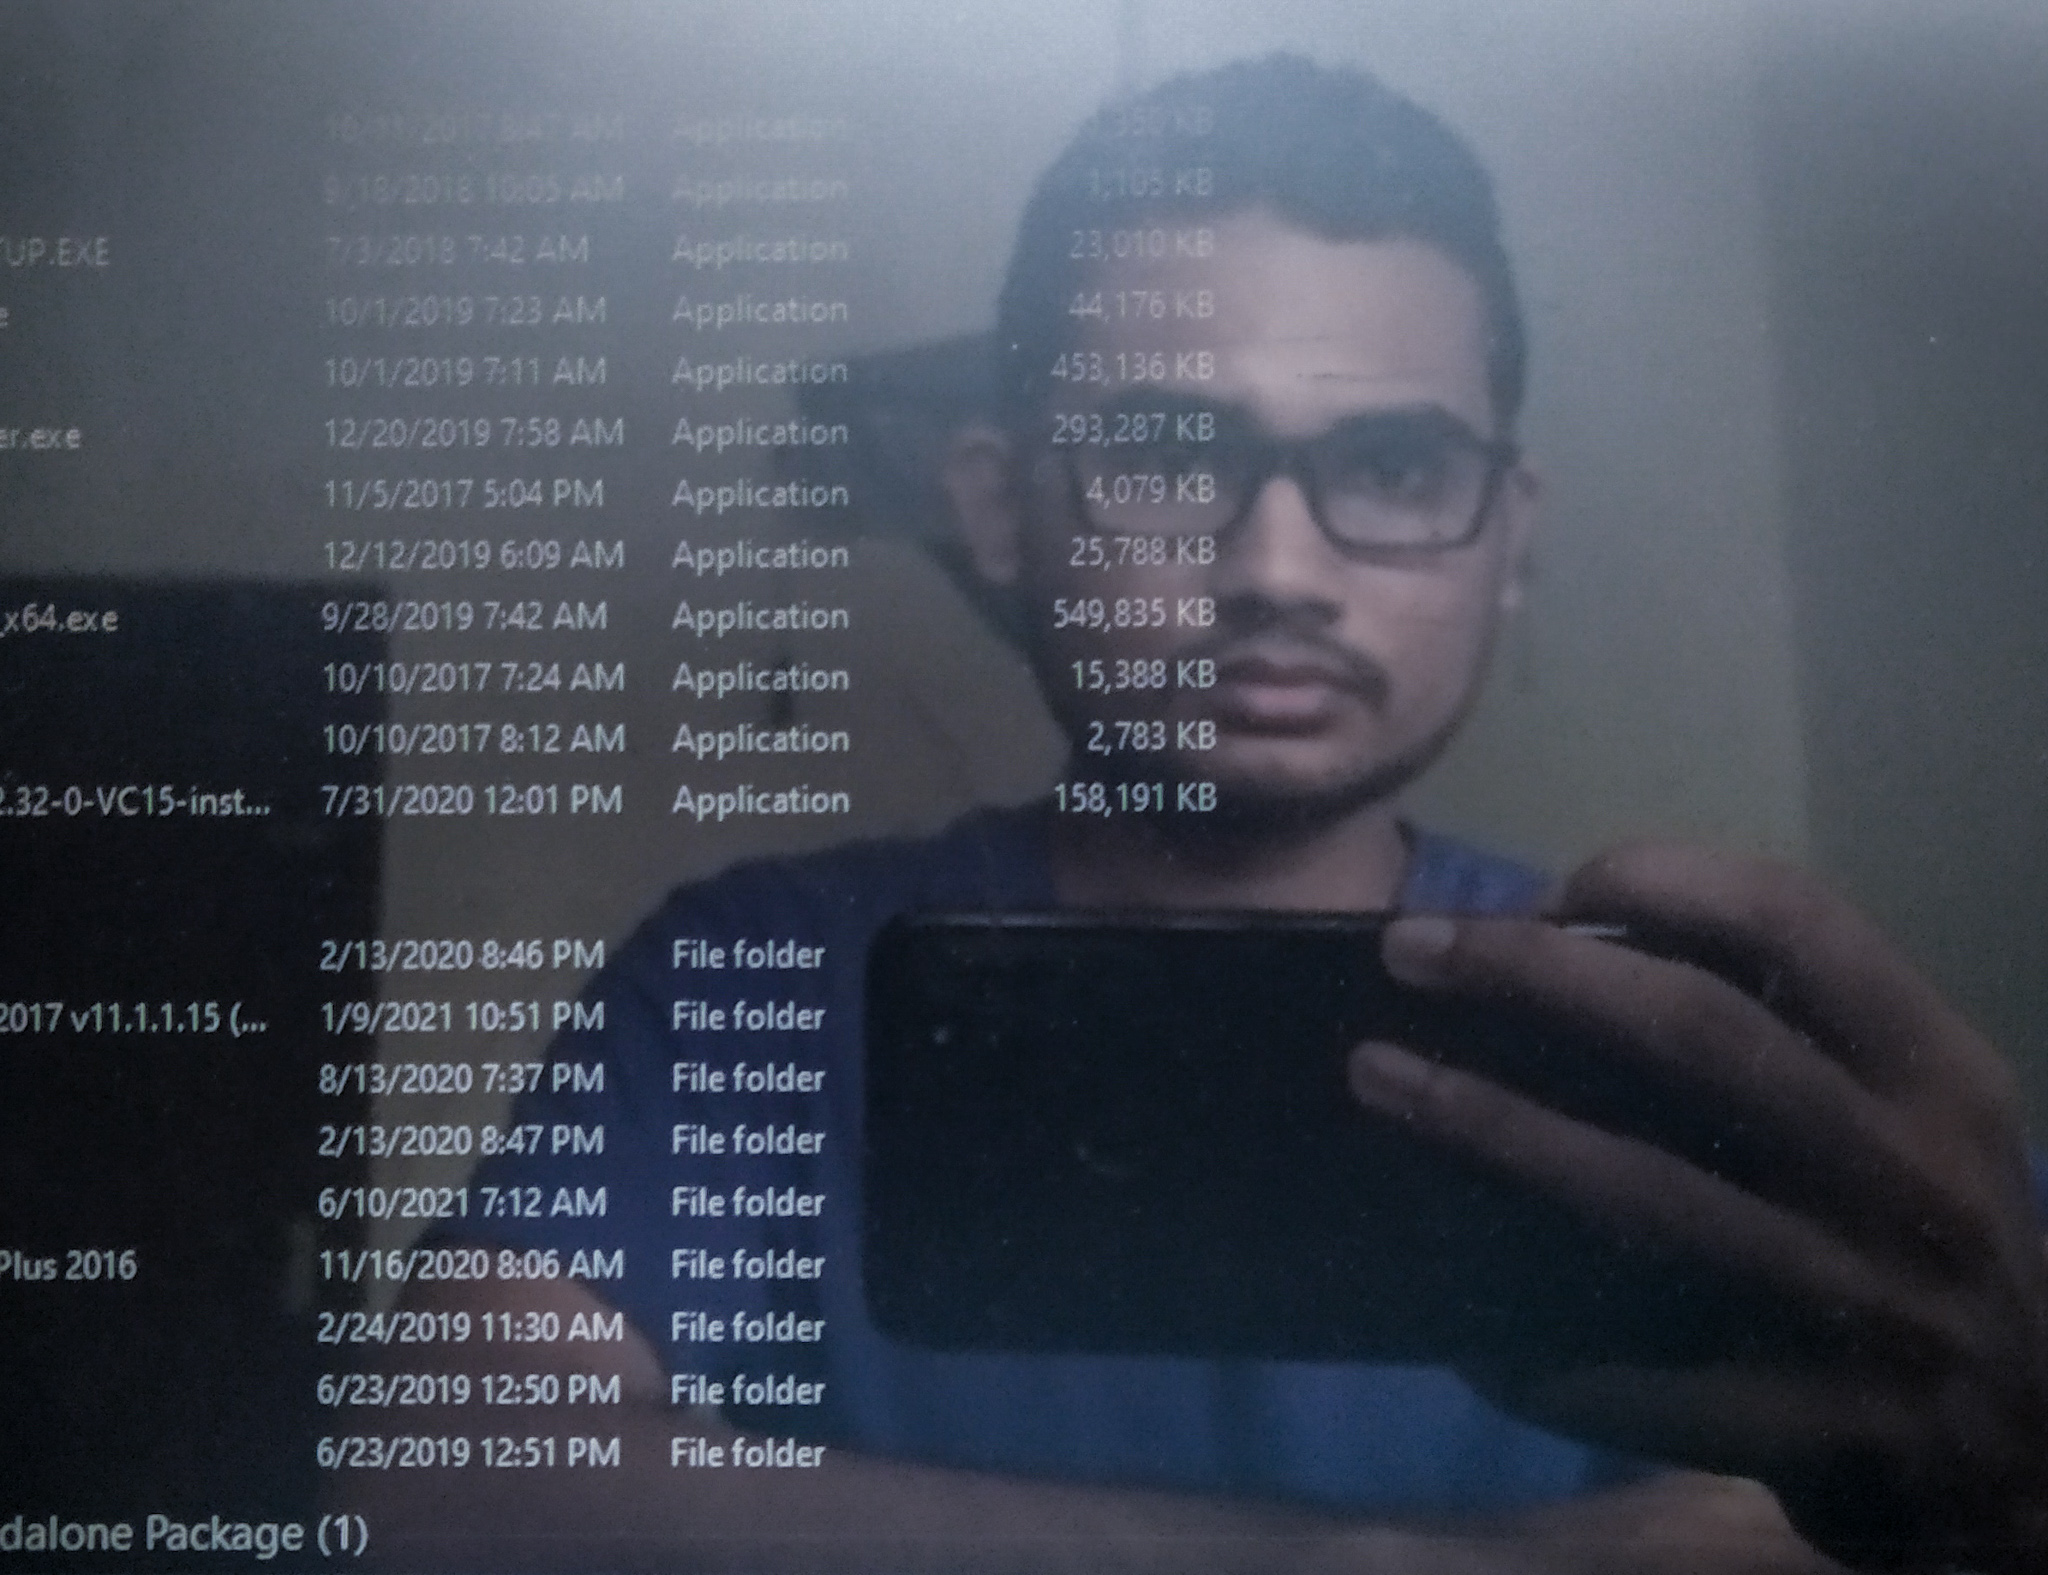 AM Application KB
9/18/2018 10:05 AM Application 1,105 KB
TUP.EXE 7/3/2018 7:42 AM Application 23,010 KB
e 10/1/2019 7:23 AM Application 44,176 KB
10/1/2019 7:11 AM Application 453,136 KB
er.exe 12/20/2019 7:58 AM Application 293,287 KB
11/5/2017 5:04 PM Application 4,079 KB
12/12/2019 6:09 AM Application 25,788 KB
_x64.exe 9/28/2019 7:42 AM Application 549,835 KB
10/10/2017 7:24 AM Application 15,388 KB
10/10/2017 8:12 AM Application 2,783 KB
2.32-0-VC15-inst... 7/31/2020 12:01 PM Application 158,191 KB
2/13/2020 8:46 PM File folder
2017 v11.1.1.15 (... 1/9/2021 10:51 PM File folder
8/13/2020 7:37 PM File folder
2/13/2020 8:47 PM File folder
6/10/2021 7:12 AM File folder
Plus 2016 11/16/2020 8:06 AM File folder
2/24/2019 11:30 AM File folder
6/23/2019 12:50 PM File folder
6/23/2019 12:51 PM File folder
dalone Package (1)